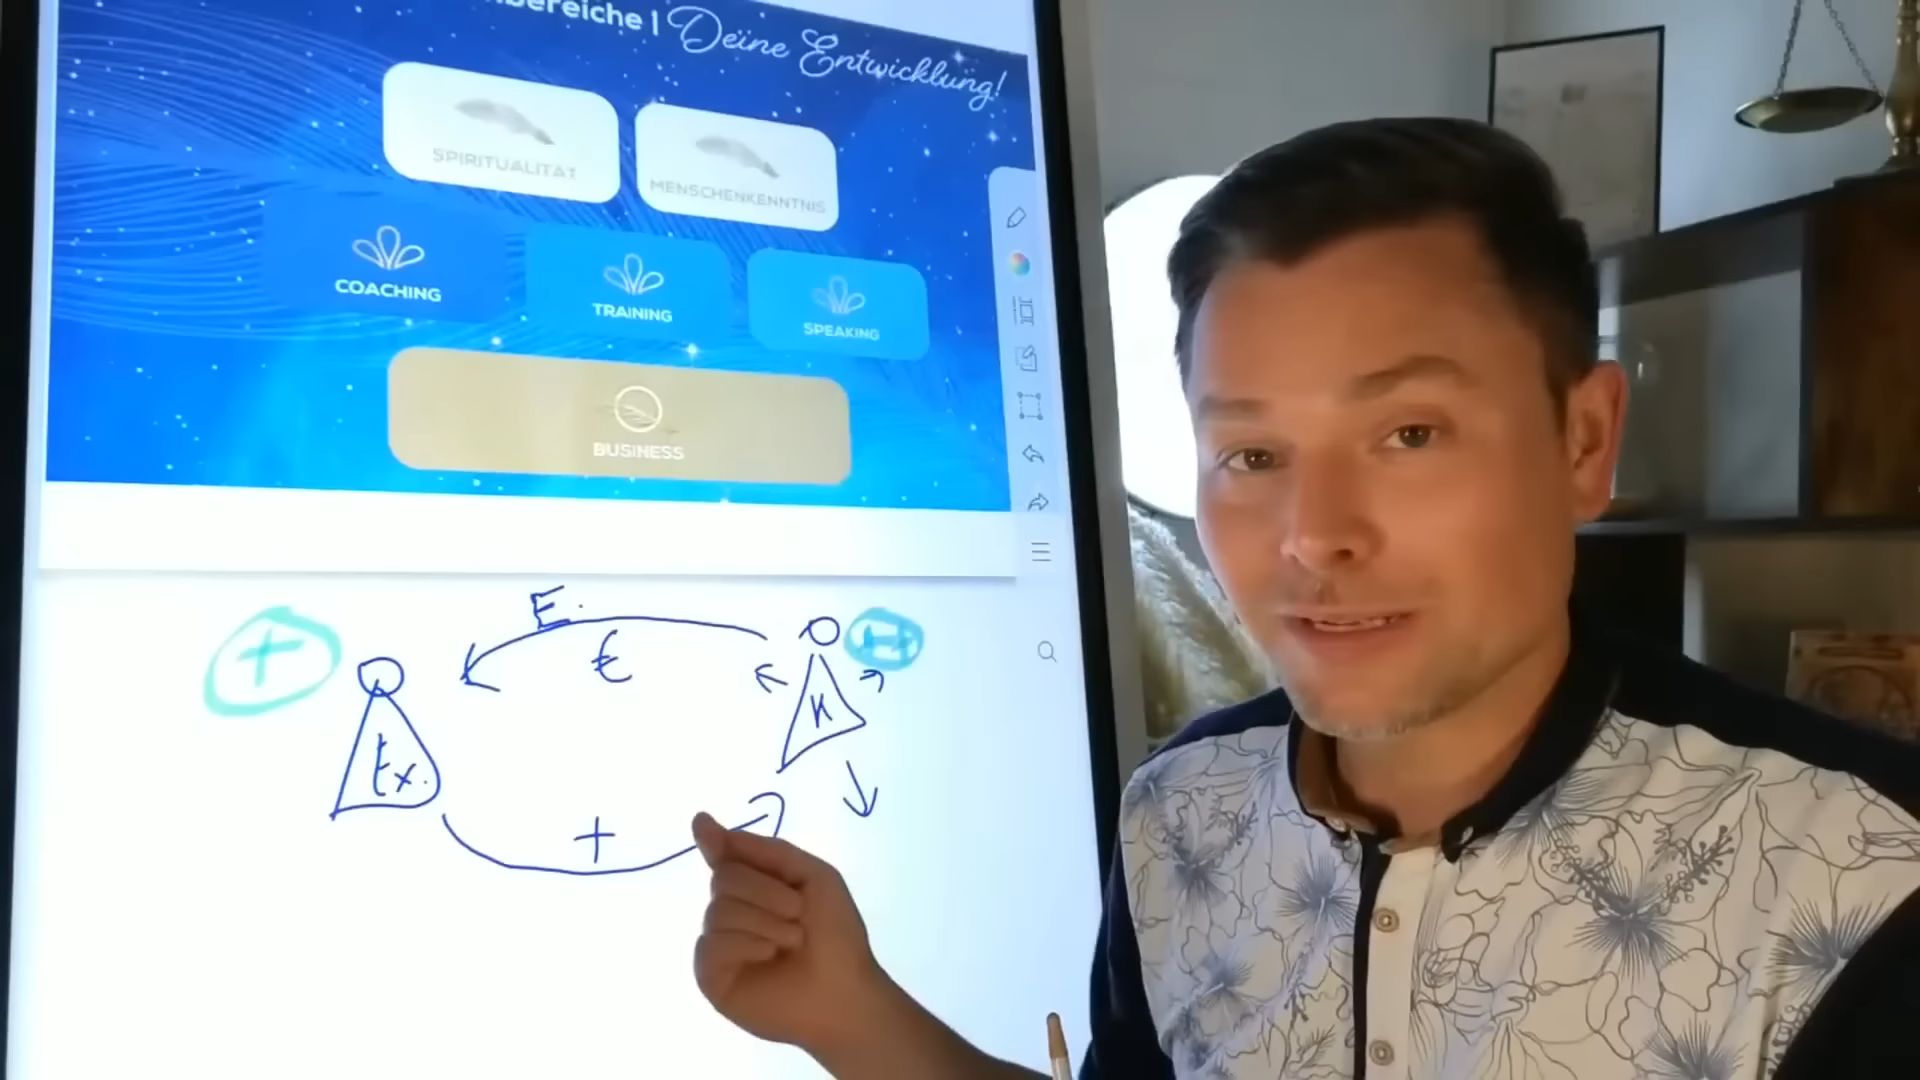 bereiche | Deine Entwicklung!
SPIRITUALITÄT
MENSCHENKENNTNIS
COACHING
TRAINING
SPEAKING
BUSINESS
E.
€
+
K
Ex.
+